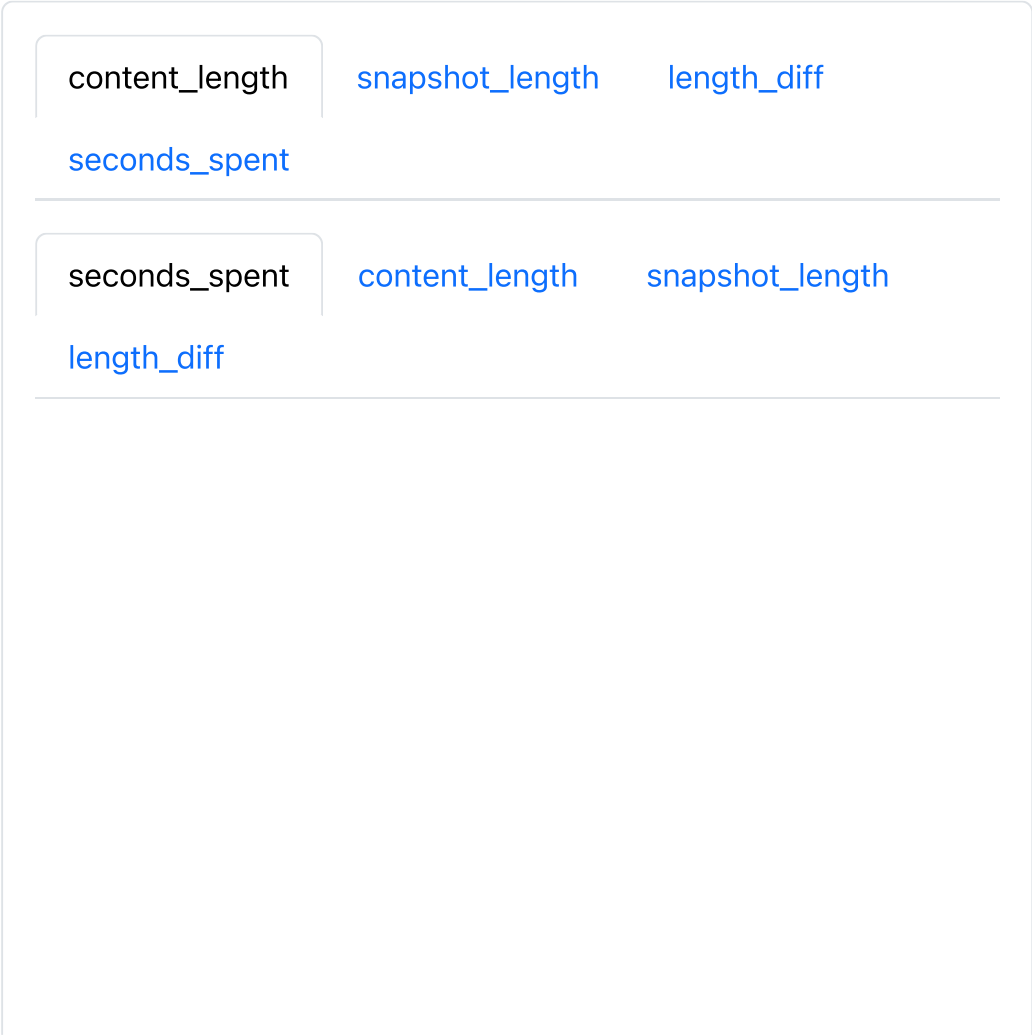 content_length snapshot_length length_diff
seconds_spent
seconds_spent content_length snapshot_length
length_diff